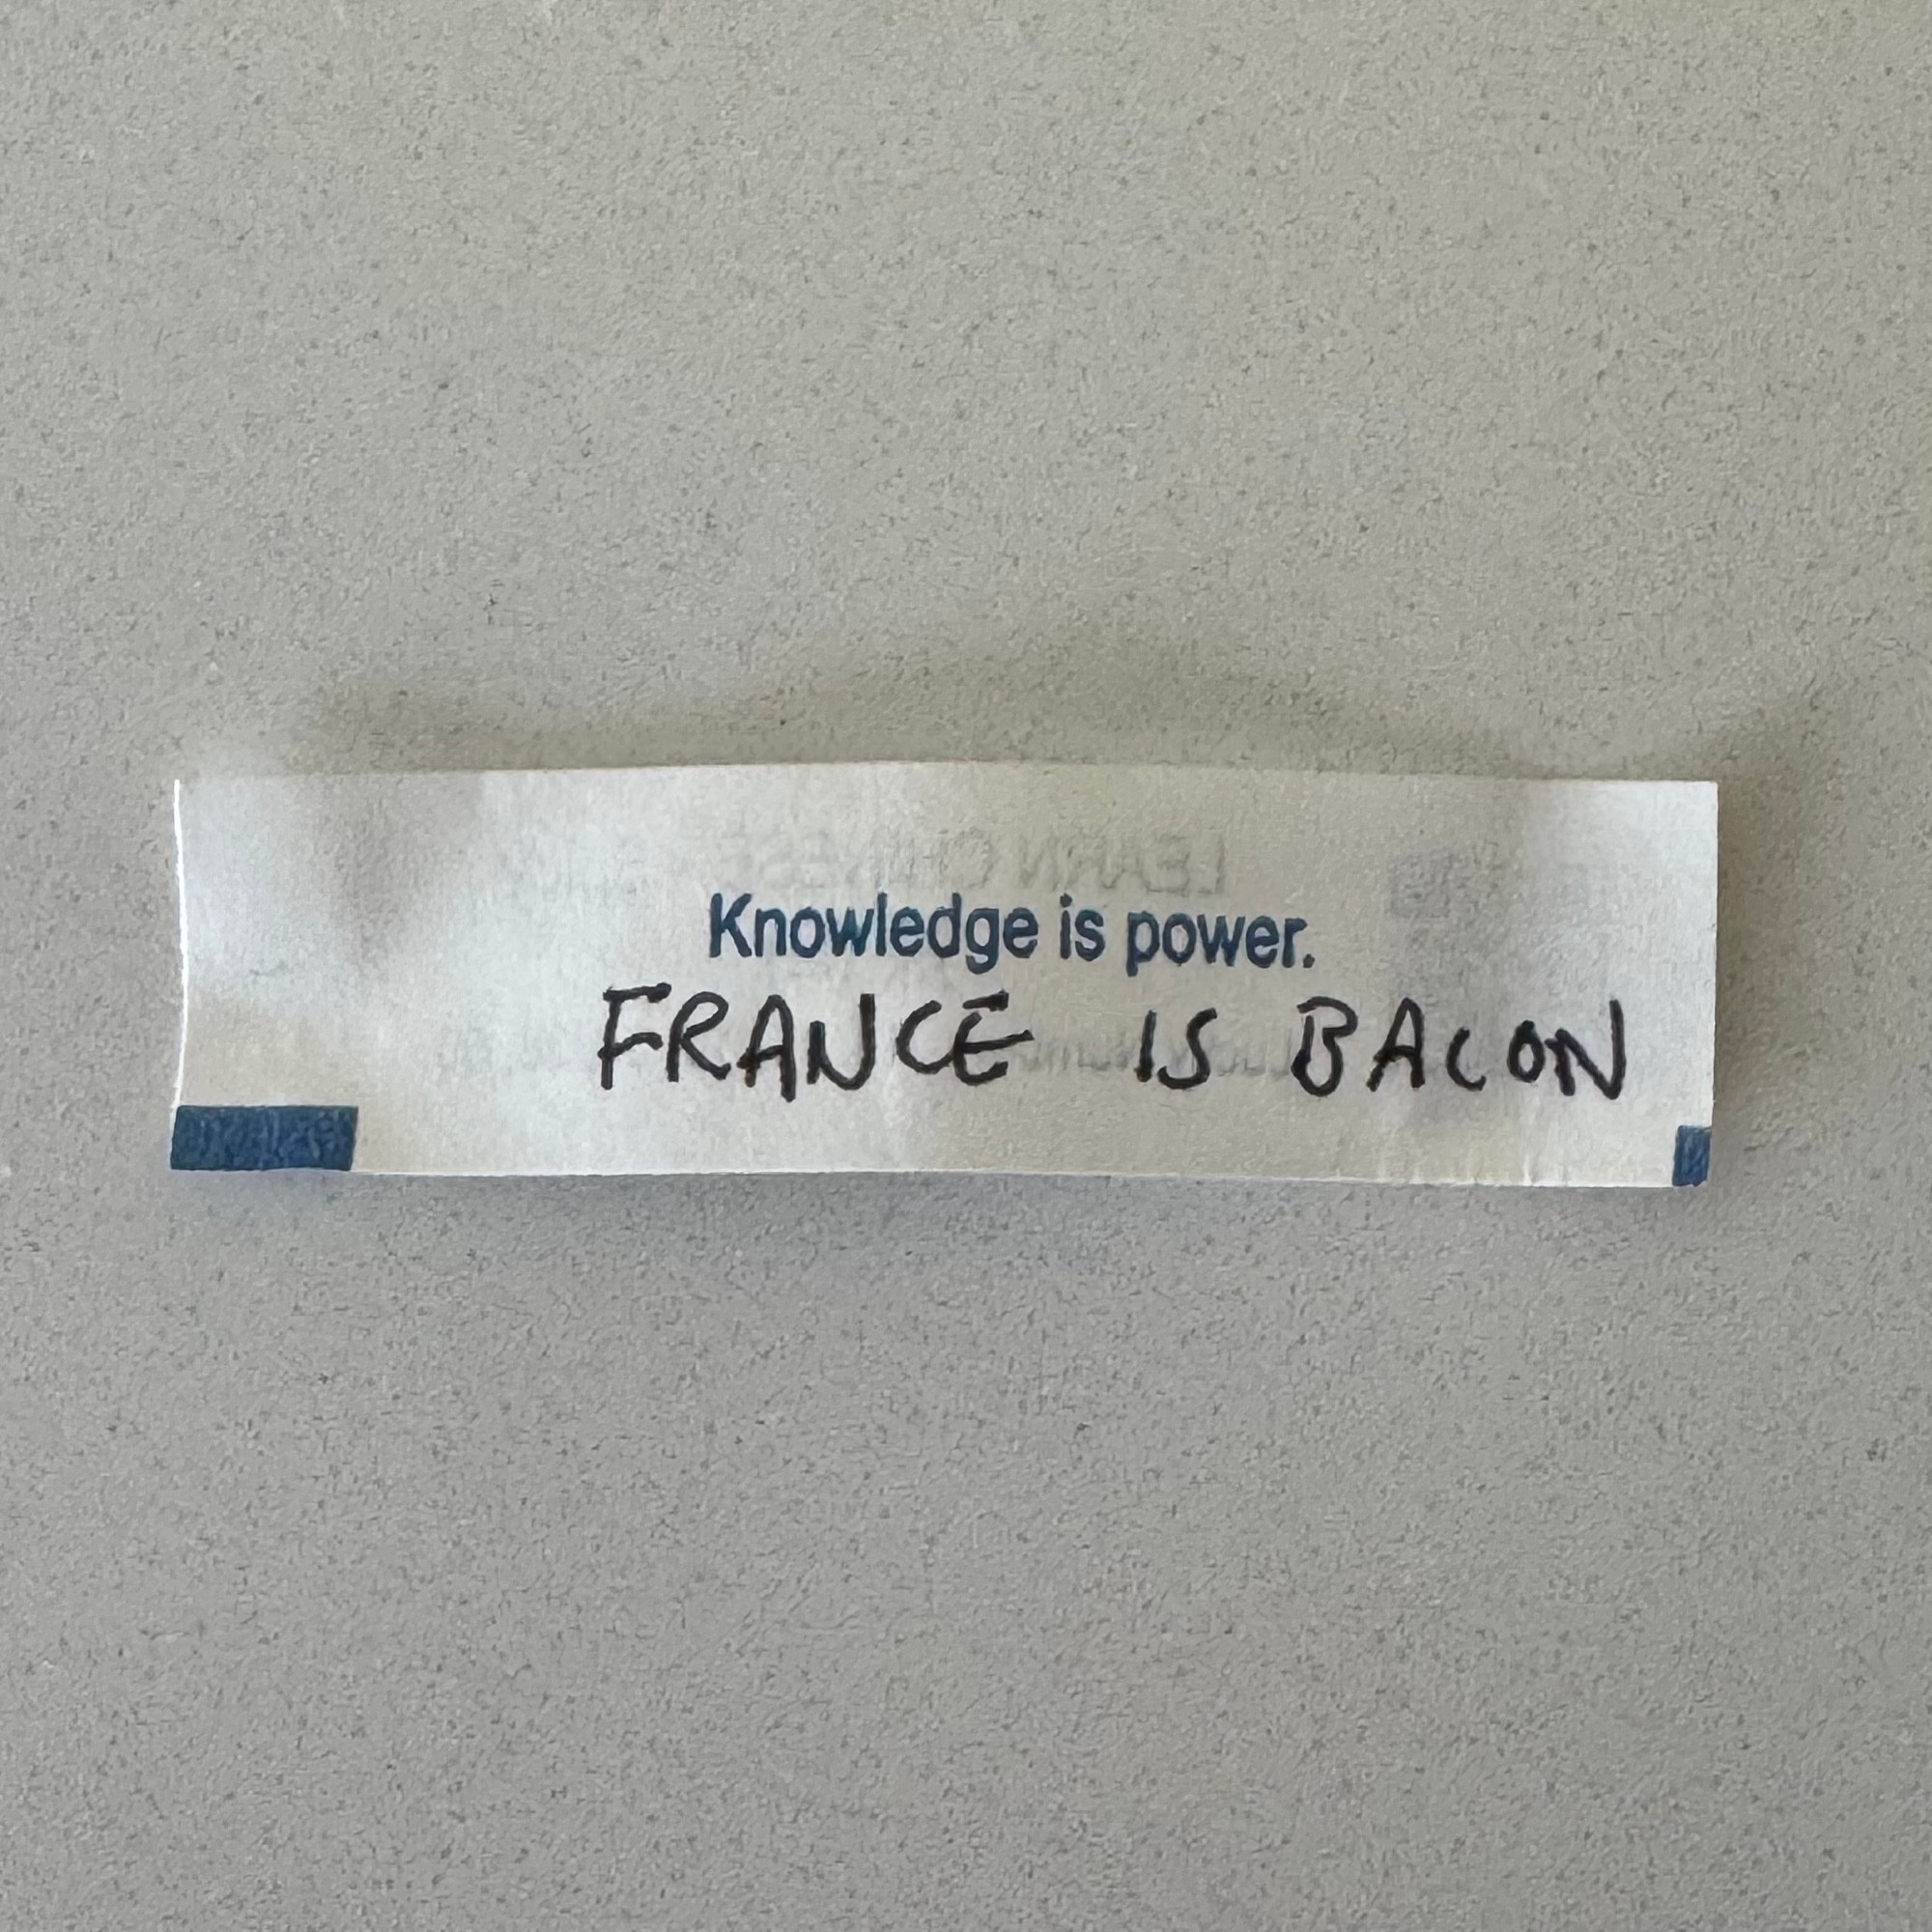 Knowledge is power.
FRANCE IS BACON